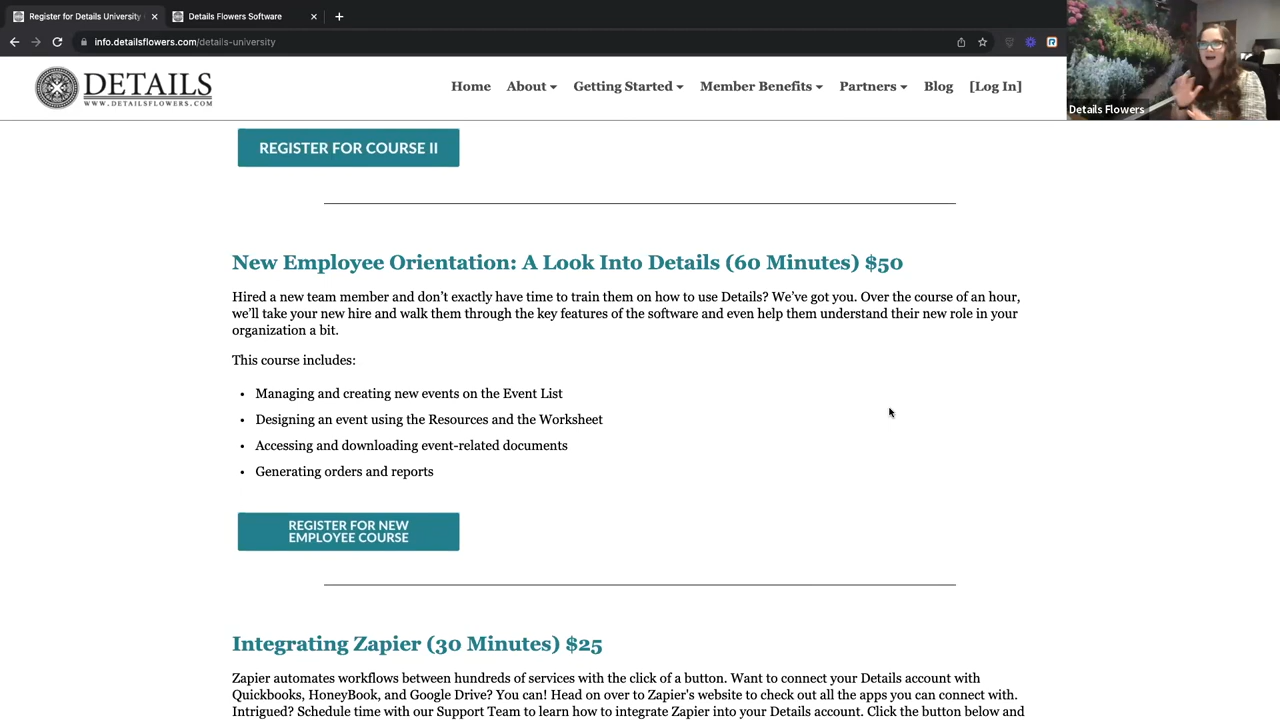 Register for Details University
Details Flowers Software
info.detailsflowers.com/details-university
DETAILS
WWW.DETAILSFLOWERS.COM
Home About Getting Started Member Benefits Partners Blog [Log In]
Details Flowers
REGISTER FOR COURSE II
New Employee Orientation: A Look Into Details (60 Minutes) $50
Hired a new team member and don’t exactly have time to train them on how to use Details? We’ve got you. Over the course of an hour,
we’ll take your new hire and walk them through the key features of the software and even help them understand their new role in your
organization a bit.
This course includes:
• Managing and creating new events on the Event List
• Designing an event using the Resources and the Worksheet
• Accessing and downloading event-related documents
• Generating orders and reports
REGISTER FOR NEW
EMPLOYEE COURSE
Integrating Zapier (30 Minutes) $25
Zapier automates workflows between hundreds of services with the click of a button. Want to connect your Details account with
Quickbooks, HoneyBook, and Google Drive? You can! Head on over to Zapier's website to check out all the apps you can connect with.
Intrigued? Schedule time with our Support Team to learn how to integrate Zapier into your Details account. Click the button below and